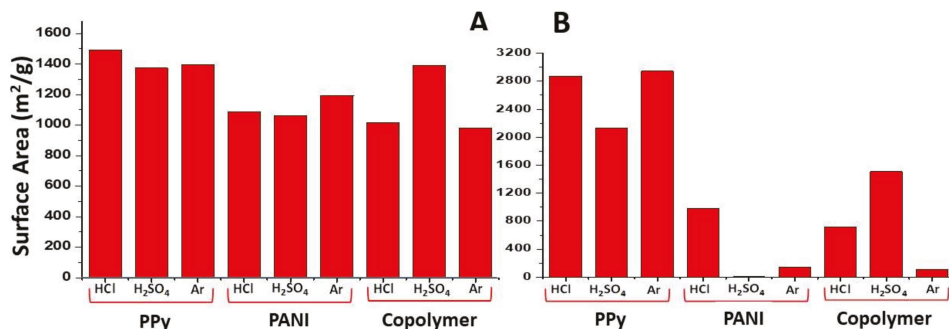 A
B
Surface Area (m²/g)
1600
1400
1200
1000
800
600
400
200
0
HCl H₂SO₄ Ar HCl H₂SO₄ Ar HCl H₂SO₄ Ar
PPy PANI Copolymer
3200
2800
2400
2000
1600
1200
800
400
0
HCl H₂SO₄ Ar HCl H₂SO₄ Ar HCl H₂SO₄ Ar
PPy PANI Copolymer